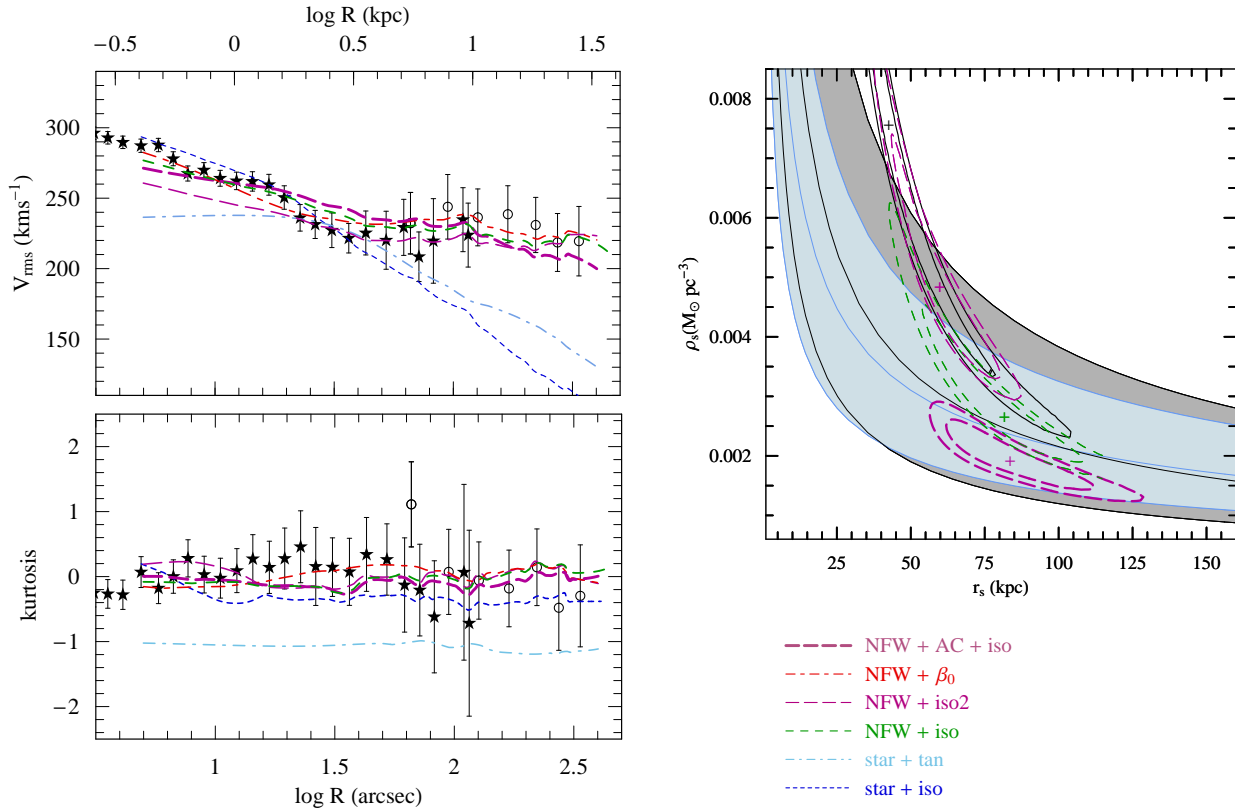 log R (kpc)
−0.5 0 0.5 1 1.5
300
250
200
150
V_rms (kms⁻¹)
2
1
0
−1
−2
kurtosis
1 1.5 2 2.5
log R (arcsec)
0.008
0.006
0.004
0.002
ρ_s(M_⊙ pc⁻³)
25 50 75 100 125 150
r_s (kpc)
NFW + AC + iso
NFW + β₀
NFW + iso2
NFW + iso
star + tan
star + iso